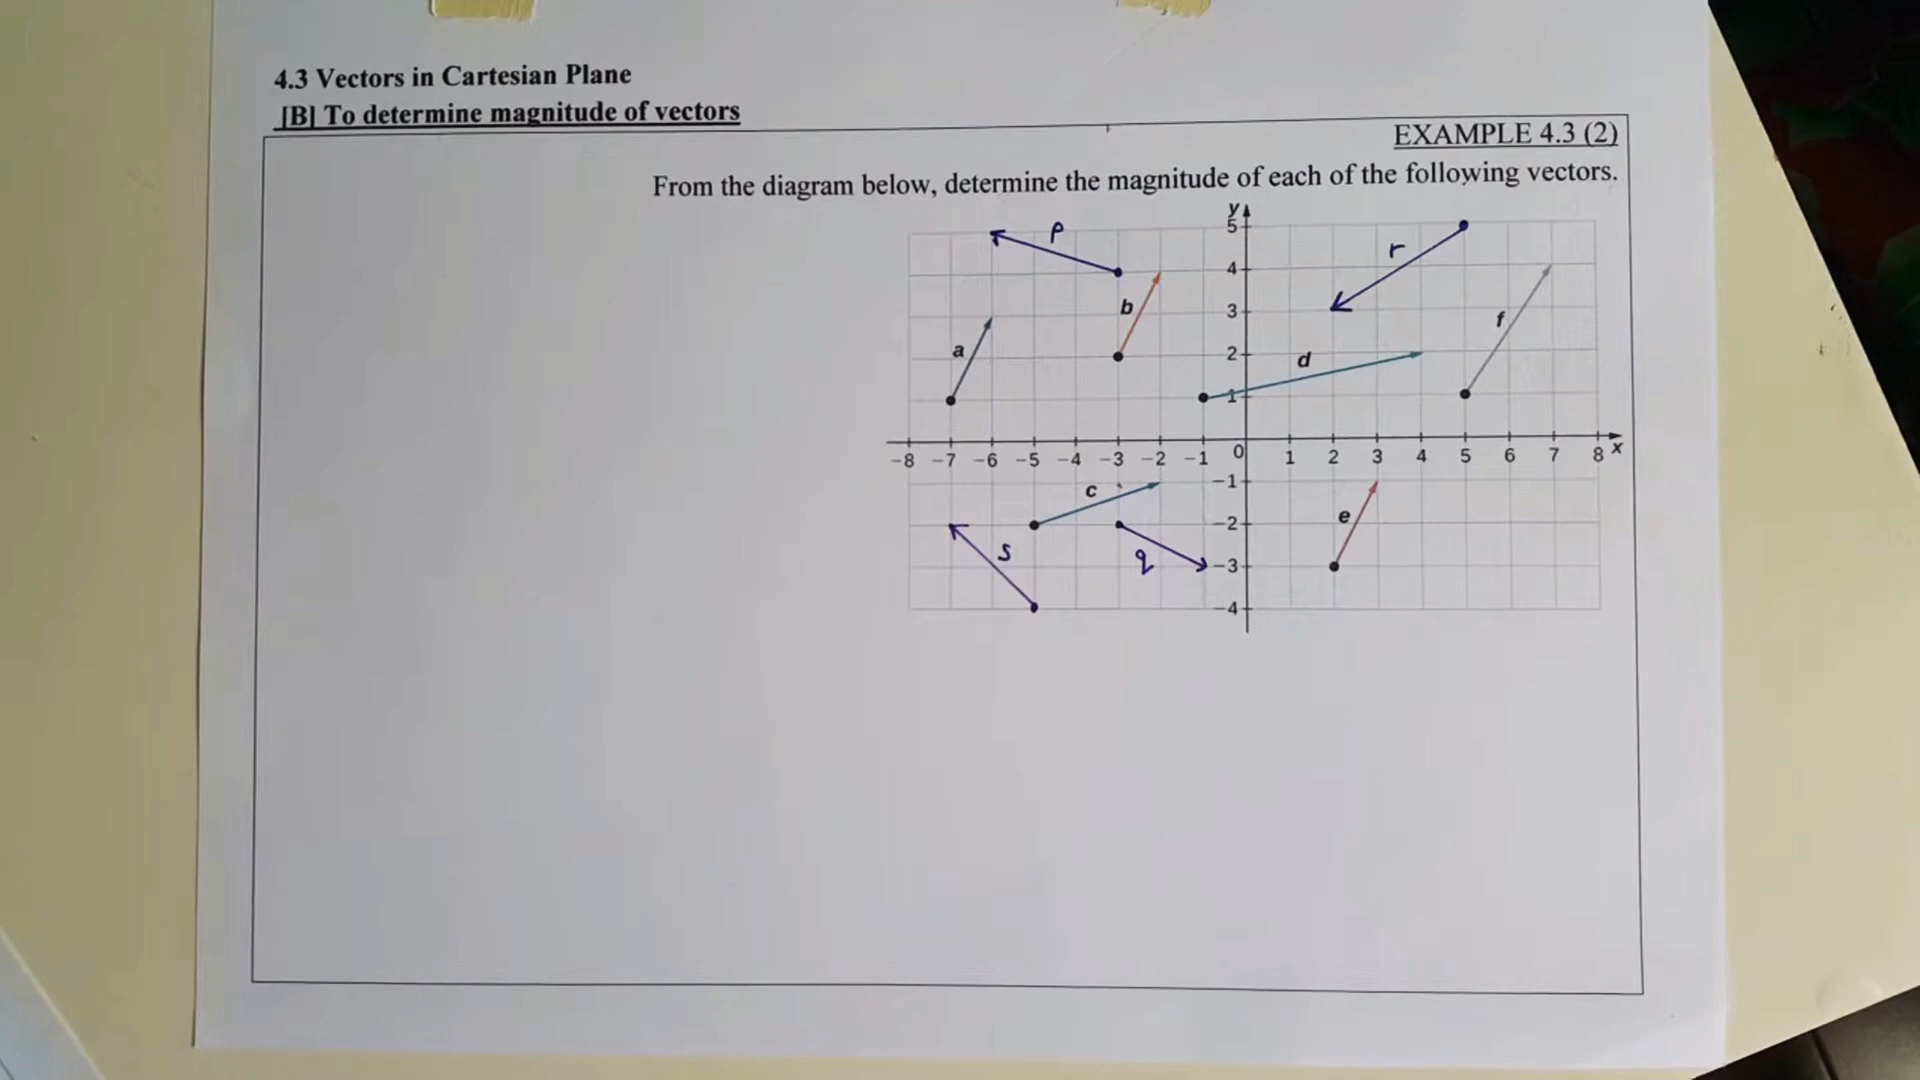 4.3 Vectors in Cartesian Plane
[B] To determine magnitude of vectors
EXAMPLE 4.3 (2)
From the diagram below, determine the magnitude of each of the following vectors.
y
5
p
r
4
b
3
f
a
2
d
1
-8 -7 -6 -5 -4 -3 -2 -1 0 1 2 3 4 5 6 7 8 x
-1
c
e
-2
s
q
-3
-4